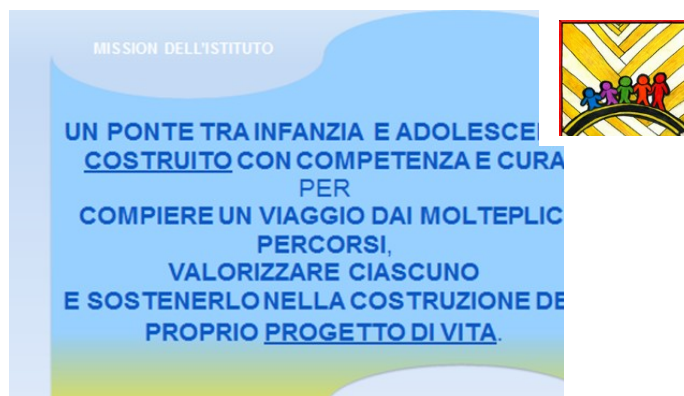 MISSION DELL'ISTITUTO
UN PONTE TRA INFANZIA E ADOLESCE
COSTRUITO CON COMPETENZA E CURA
PER
COMPIERE UN VIAGGIO DAI MOLTEPLIC
PERCORSI,
VALORIZZARE CIASCUNO
E SOSTENERLO NELLA COSTRUZIONE DE
PROPRIO PROGETTO DI VITA.